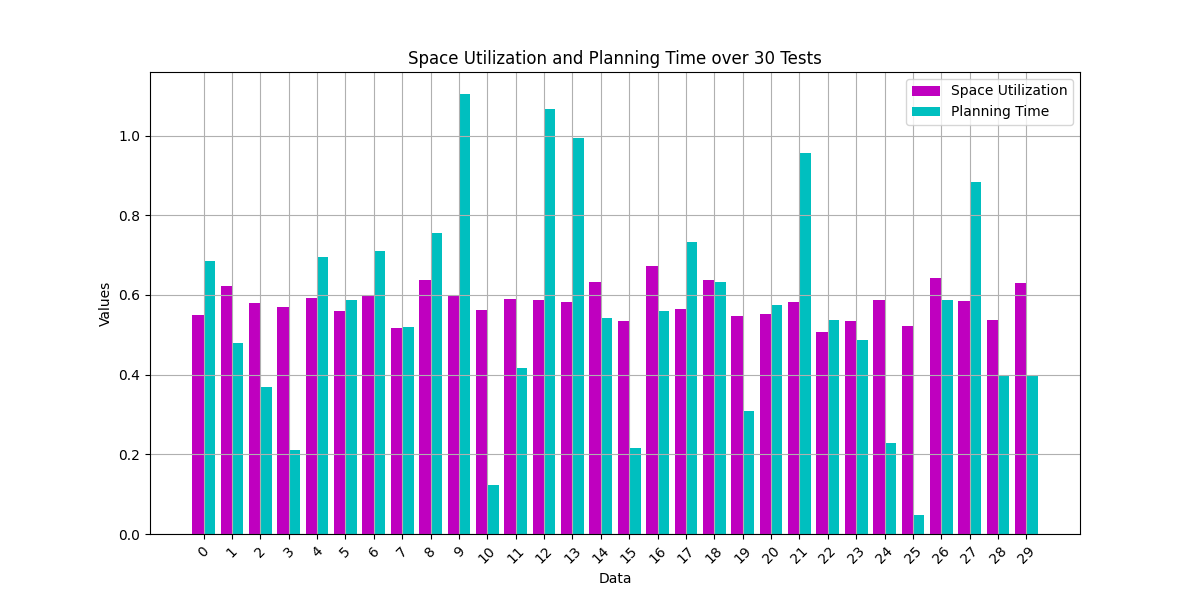 Space Utilization and Planning Time over 30 Tests
Space Utilization
Planning Time
Values
1.0
0.8
0.6
0.4
0.2
0.0
0 1 2 3 4 5 6 7 8 9 10 11 12 13 14 15 16 17 18 19 20 21 22 23 24 25 26 27 28 29
Data